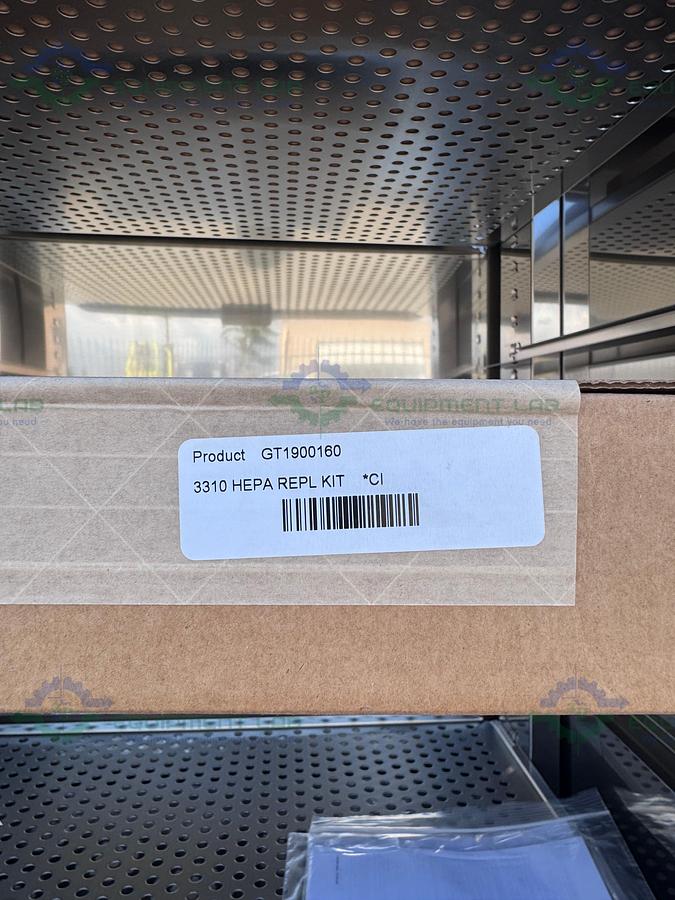 EQUIPMENT LAB
We have the equipment you need
Product GT1900160
3310 HEPA REPL KIT *CI